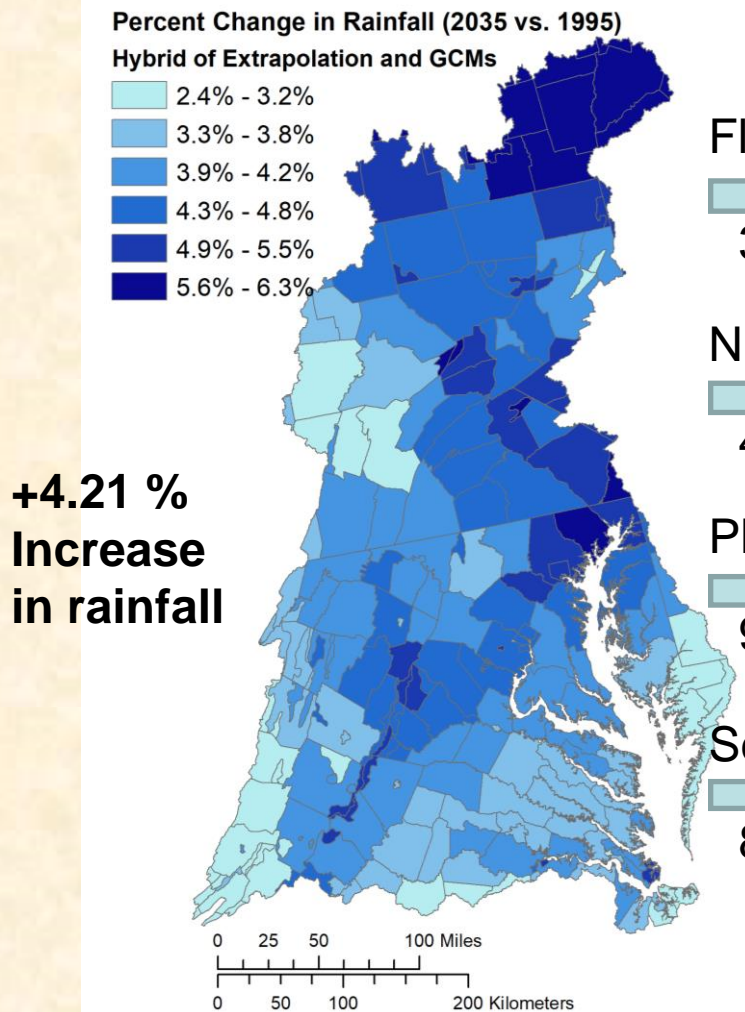 Percent Change in Rainfall (2035 vs. 1995)
Hybrid of Extrapolation and GCMs
2.4% - 3.2%
3.3% - 3.8%
3.9% - 4.2%
4.3% - 4.8%
4.9% - 5.5%
5.6% - 6.3%
+4.21 %
Increase
in rainfall
0 25 50 100 Miles
0 50 100 200 Kilometers